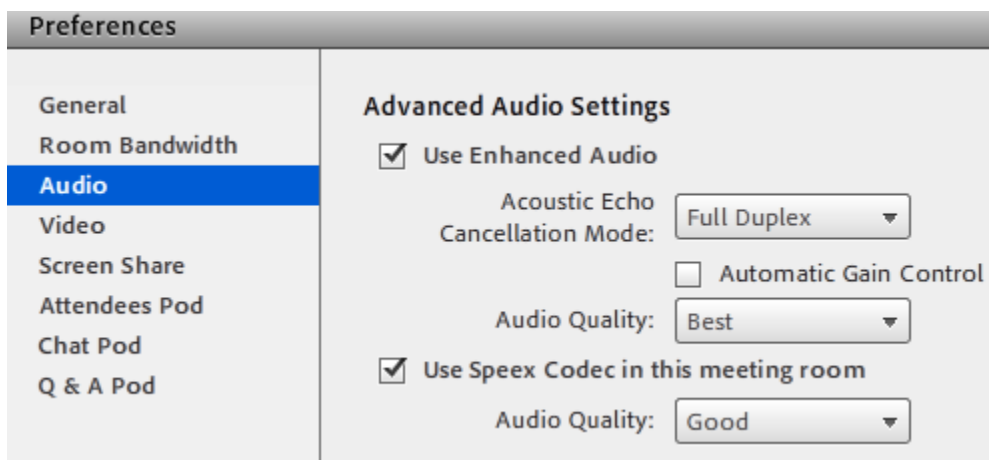 Preferences
General
Room Bandwidth
Audio
Video
Screen Share
Attendees Pod
Chat Pod
Q & A Pod
Advanced Audio Settings
Use Enhanced Audio
Acoustic Echo
Cancellation Mode:
Full Duplex
Automatic Gain Control
Audio Quality:
Best
Use Speex Codec in this meeting room
Audio Quality:
Good